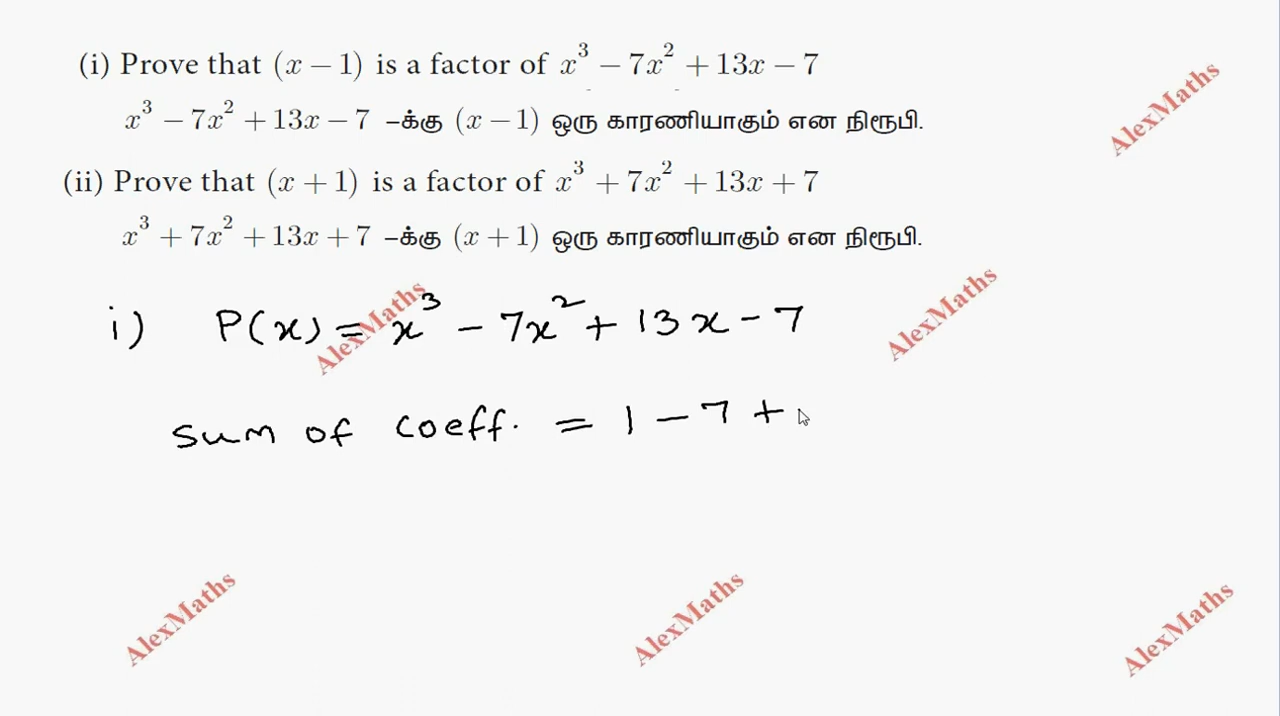 (i) Prove that (x − 1) is a factor of x³ − 7x² + 13x − 7
x³ − 7x² + 13x − 7 −க்கு (x − 1) ஒரு காரணியாகும் என நிரூபி.
AlexMaths
(ii) Prove that (x + 1) is a factor of x³ + 7x² + 13x + 7
x³ + 7x² + 13x + 7 −க்கு (x + 1) ஒரு காரணியாகும் என நிரூபி.
i) P(x) = x³ − 7x² + 13x − 7
AlexMaths
AlexMaths
Sum of coeff. = 1 − 7 +
AlexMaths
AlexMaths
AlexMaths